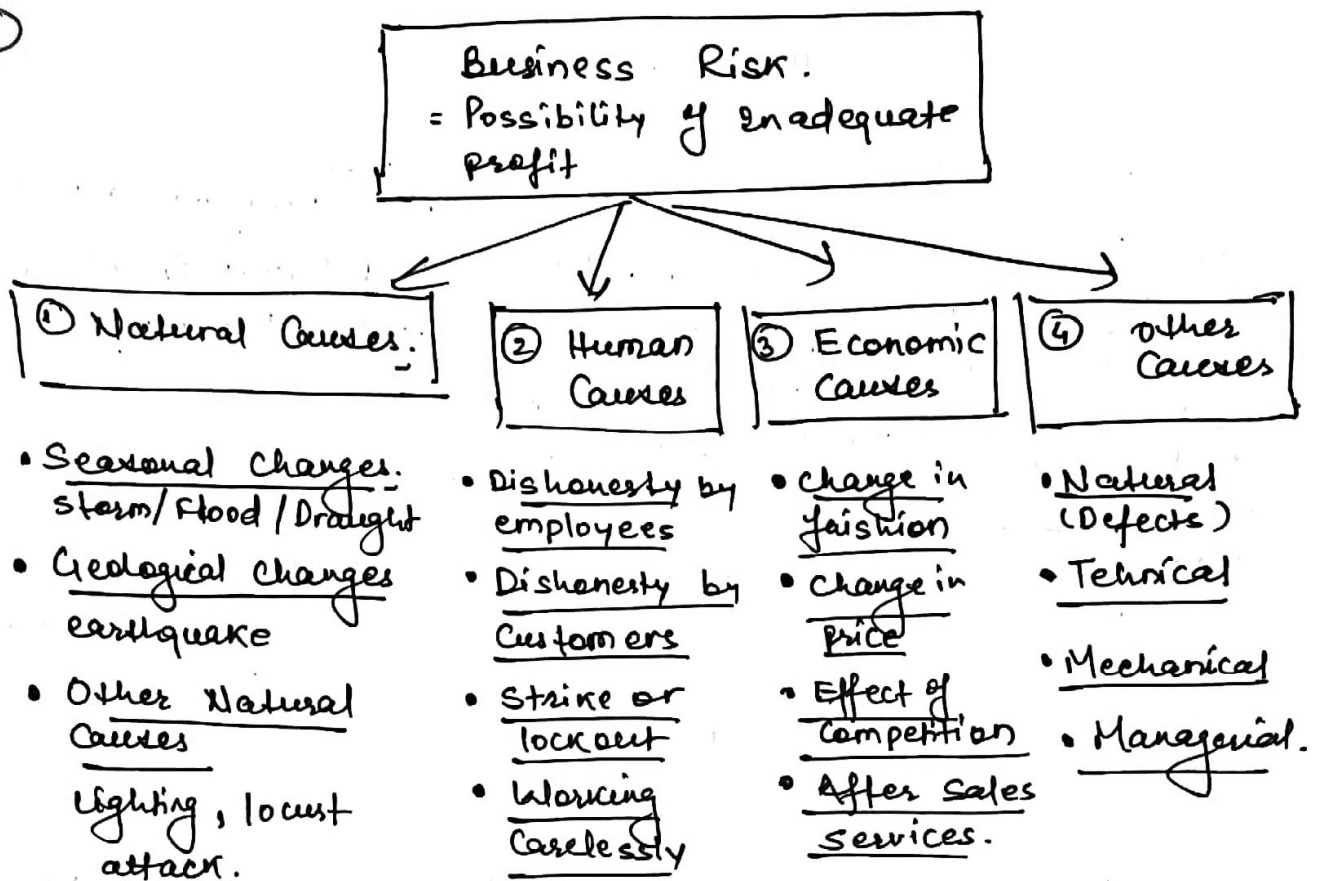 Business Risk.
= Possibility of inadequate
profit
① Natural Causes.
• Seasonal changes.
storm/Flood/Draught
• Geological changes
earthquake
• Other Natural
Causes
Lighting, locust
attack.
② Human
Causes
• Dishonesty by
employees
• Dishonesty by
Customers
• Strike or
lockout
• Working
Carelessly
③ Economic
Causes
• change in
faishion
• change in
price
• Effect of
Competition
• After Sales
services.
④ other
Causes
• Natural
(Defects)
• Tehnical
• Mechanical
• Managerial.